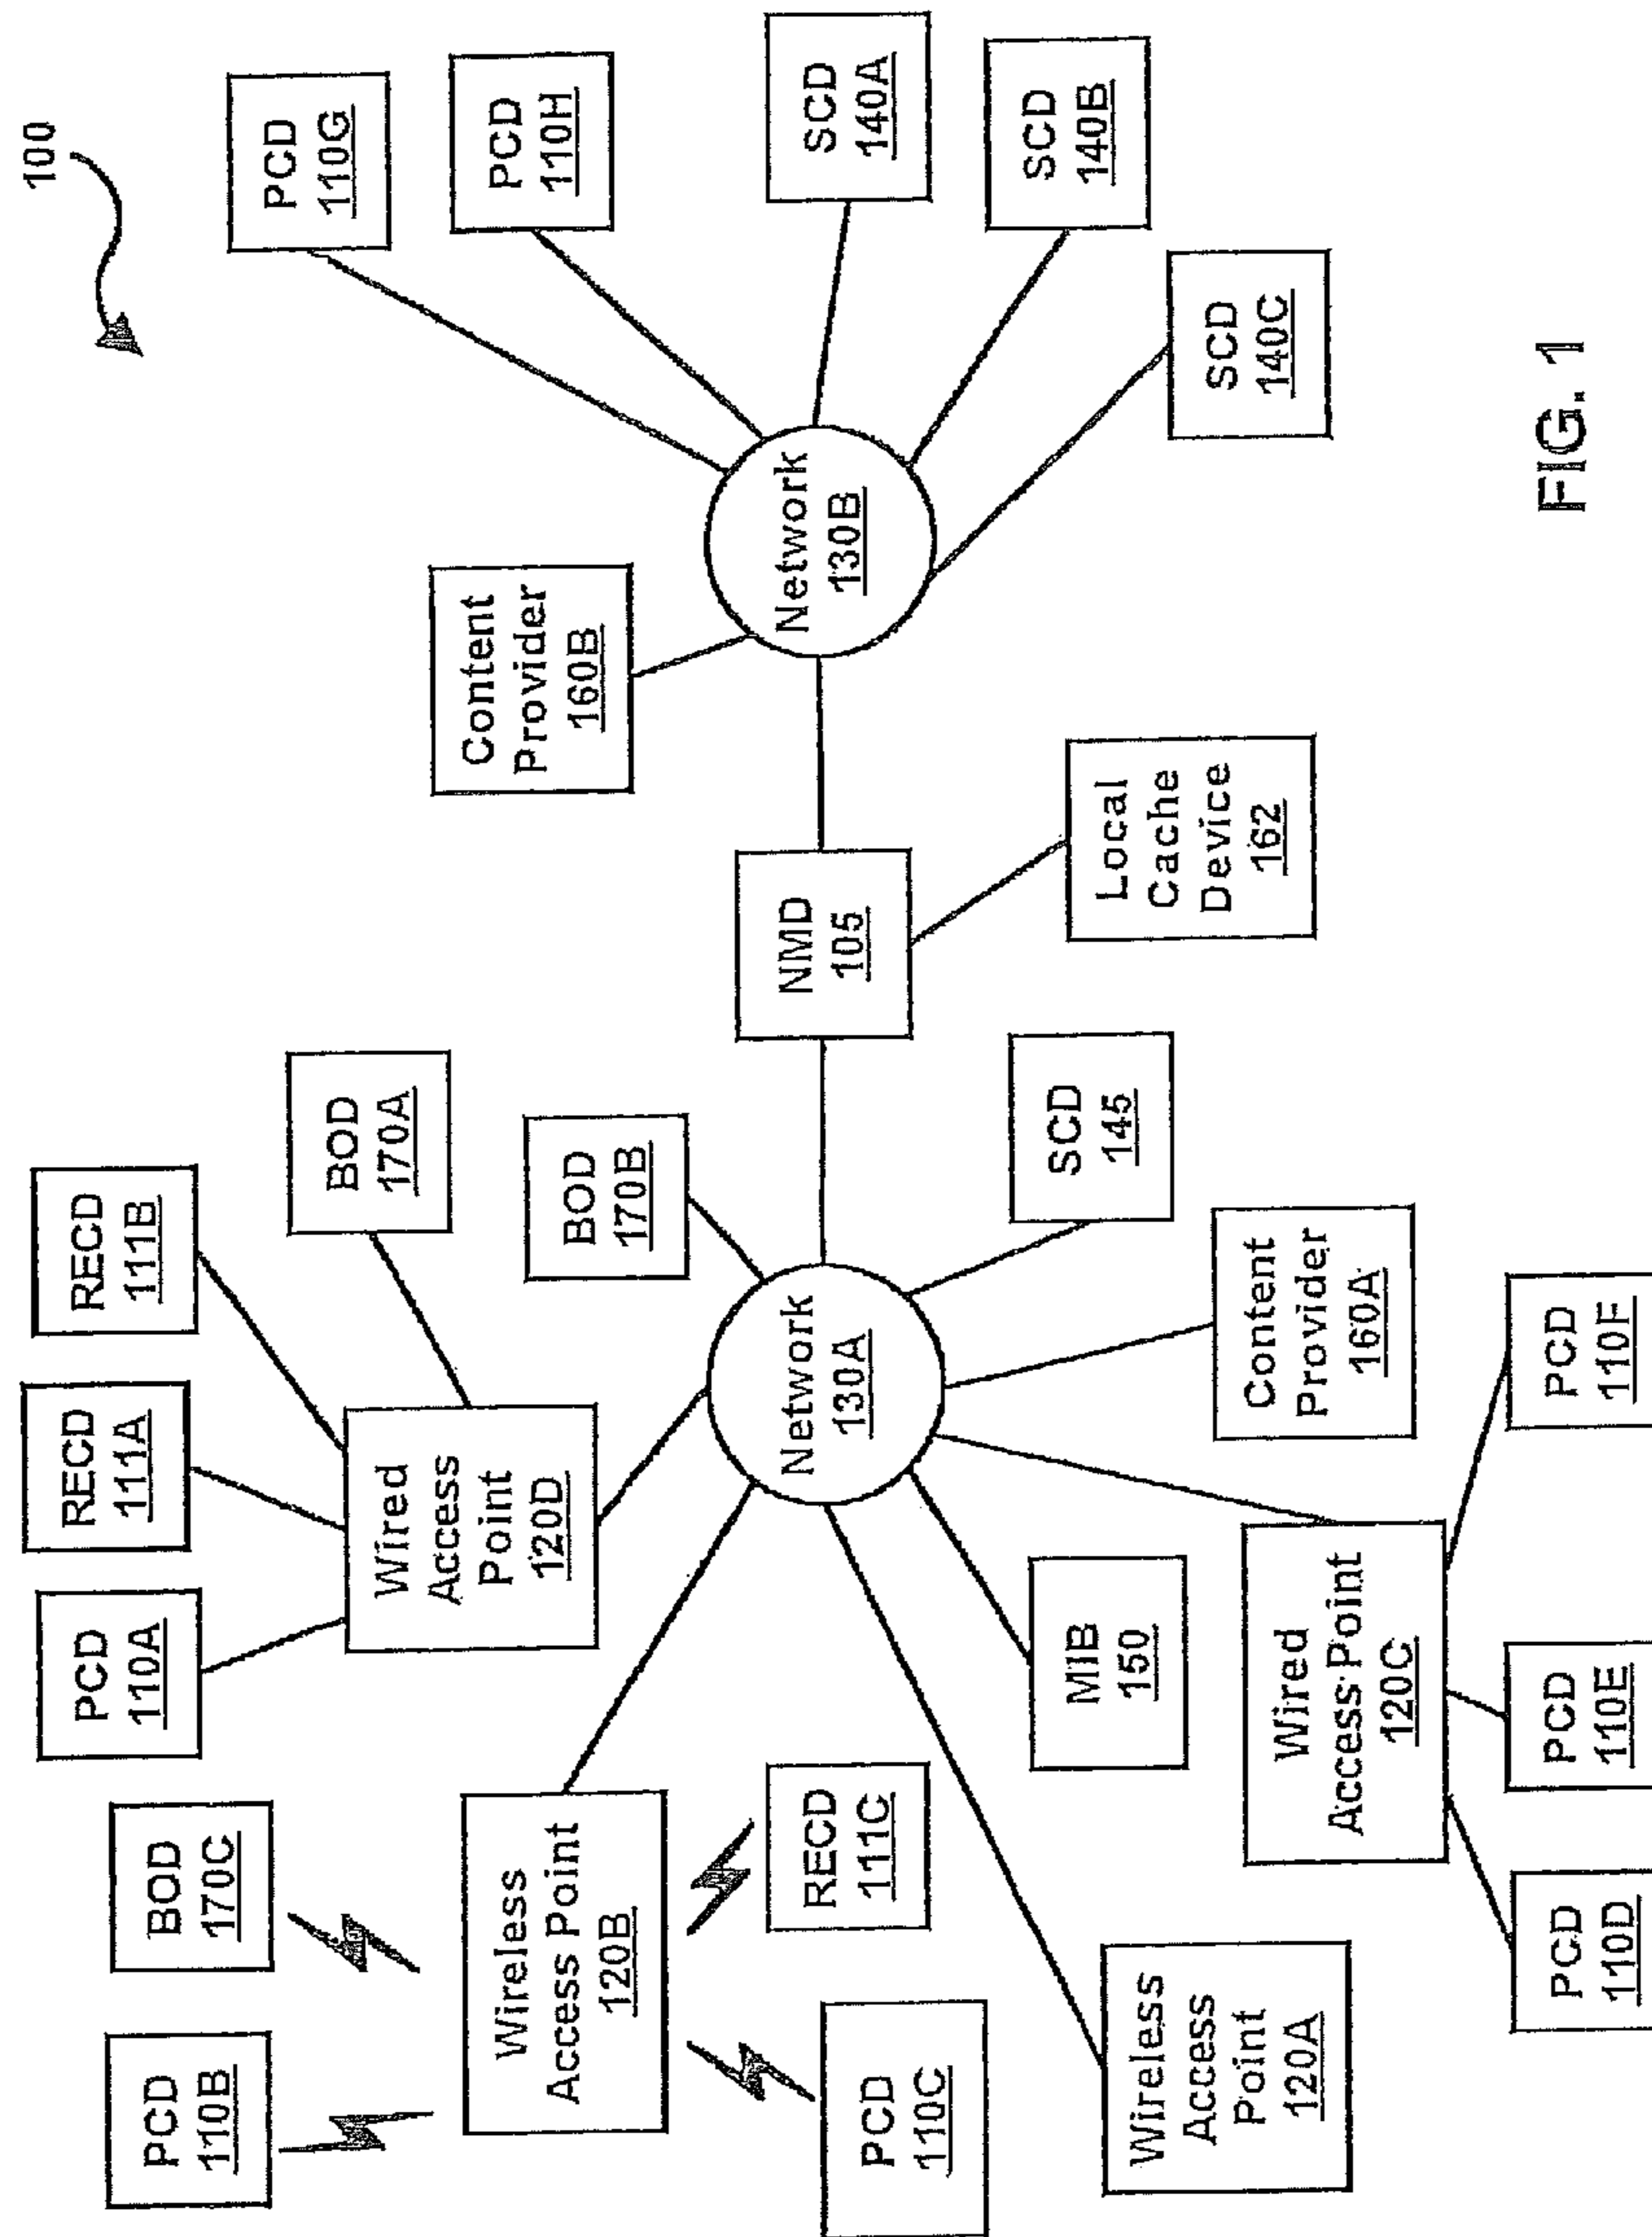 100
PCD
110B
BOD
170C
PCD
110A
RECD
111A
RECD
111B
BOD
170A
Content
Provider
160B
PCD
110G
PCD
110H
Wireless
Access Point
120B
Wired
Access
Point
120D
BOD
170B
PCD
110C
RECD
111C
Network
130A
NMD
105
Network
130B
SCD
140A
SCD
140B
Wireless
Access
Point
120A
MIB
150
SCD
145
Local
Cache
Device
162
SCD
140C
Wired
Access Point
120C
Content
Provider
160A
PCD
110D
PCD
110E
PCD
110F
FIG. 1